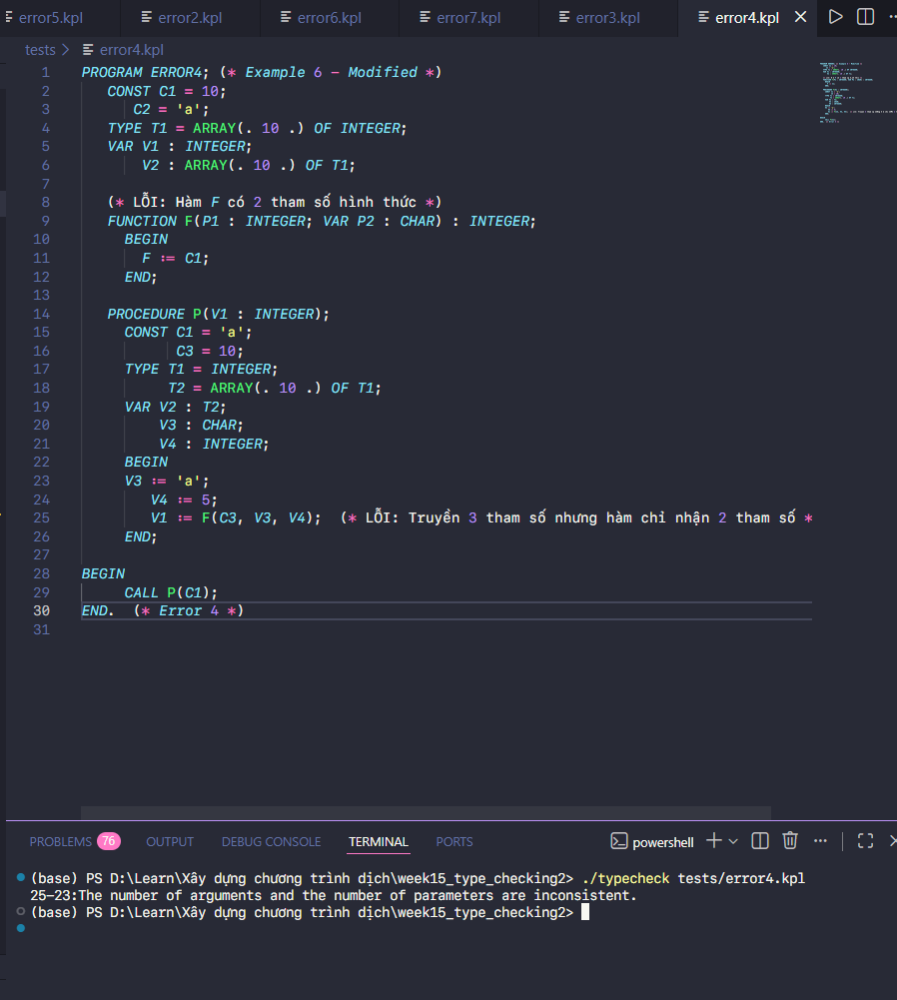 error5.kpl error2.kpl error6.kpl error7.kpl error3.kpl error4.kpl
tests > error4.kpl
1 PROGRAM ERROR4; (* Example 6 – Modified *)
2 CONST C1 = 10;
3 C2 = 'a';
4 TYPE T1 = ARRAY(. 10 .) OF INTEGER;
5 VAR V1 : INTEGER;
6 V2 : ARRAY(. 10 .) OF T1;
7
8 (* LỖI: Hàm F có 2 tham số hình thức *)
9 FUNCTION F(P1 : INTEGER; VAR P2 : CHAR) : INTEGER;
10 BEGIN
11 F := C1;
12 END;
13
14 PROCEDURE P(V1 : INTEGER);
15 CONST C1 = 'a';
16 C3 = 10;
17 TYPE T1 = INTEGER;
18 T2 = ARRAY(. 10 .) OF T1;
19 VAR V2 : T2;
20 V3 : CHAR;
21 V4 : INTEGER;
22 BEGIN
23 V3 := 'a';
24 V4 := 5;
25 V1 := F(C3, V3, V4); (* LỖI: Truyền 3 tham số nhưng hàm chỉ nhận 2 tham số *
26 END;
27
28 BEGIN
29 CALL P(C1);
30 END. (* Error 4 *)
31
PROBLEMS 76 OUTPUT DEBUG CONSOLE TERMINAL PORTS powershell
(base) PS D:\Learn\Xây dựng chương trình dịch\week15_type_checking2> ./typecheck tests/error4.kpl
25-23:The number of arguments and the number of parameters are inconsistent.
(base) PS D:\Learn\Xây dựng chương trình dịch\week15_type_checking2>